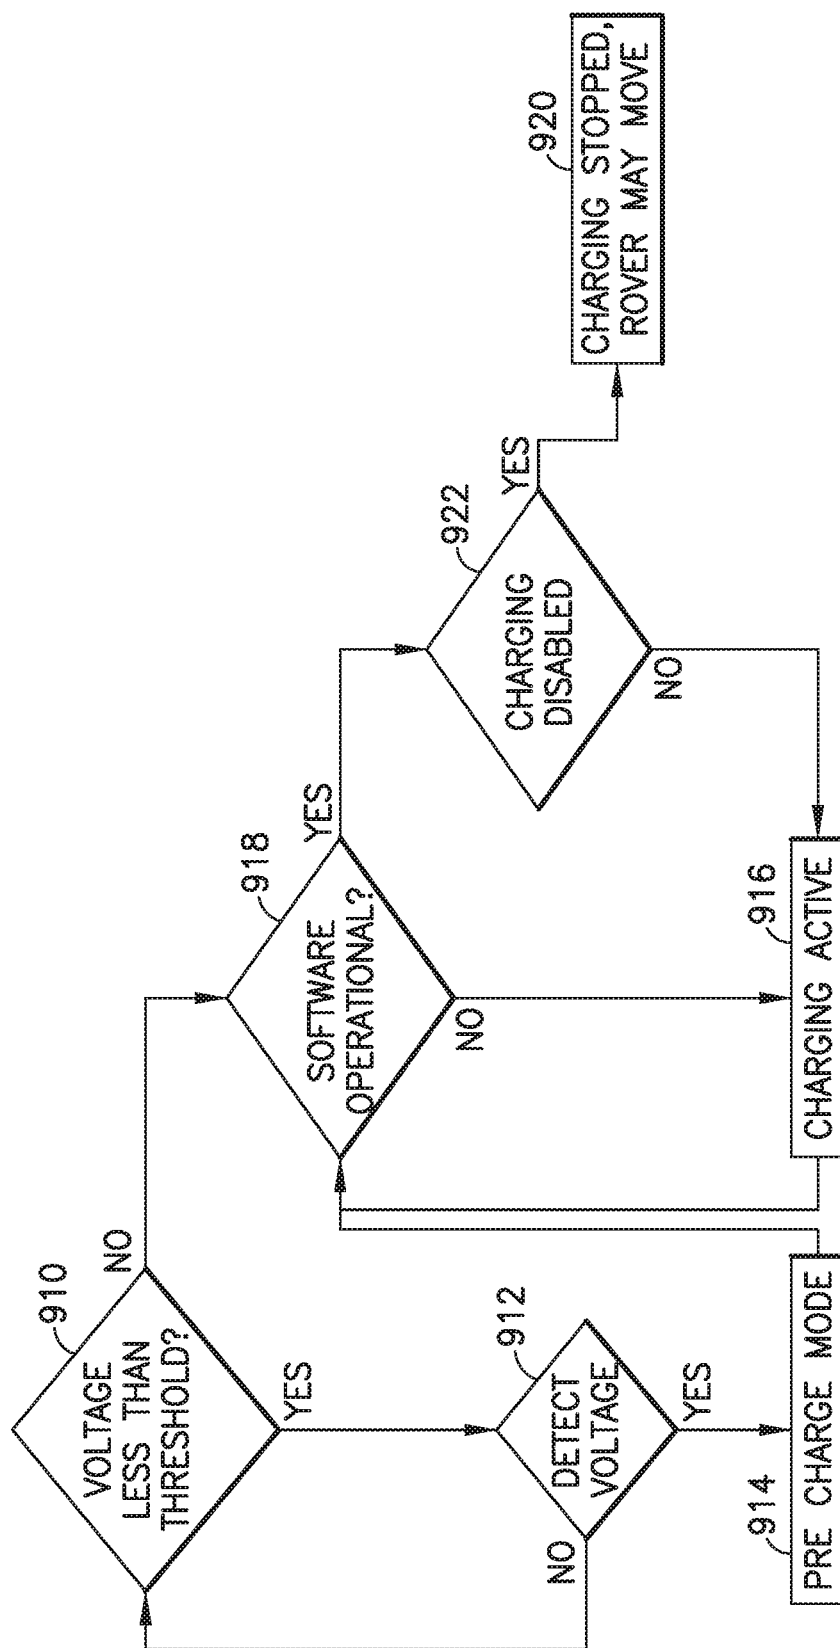 910
VOLTAGE
LESS THAN
THRESHOLD?
NO
YES
912
DETECT
VOLTAGE
NO
YES
914
PRE CHARGE MODE
918
SOFTWARE
OPERATIONAL?
YES
NO
916
CHARGING ACTIVE
922
CHARGING
DISABLED
YES
NO
920
CHARGING STOPPED,
ROVER MAY MOVE